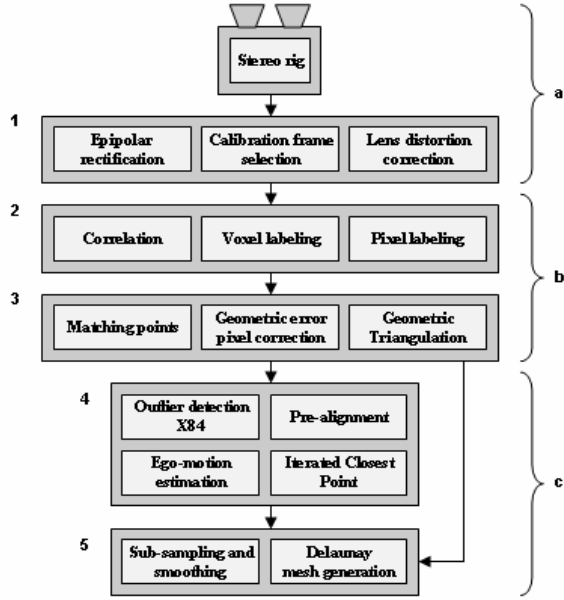 Stereo rig
a
1
Epipolar
rectification
Calibration frame
selection
Lens distortion
correction
2
Correlation
Voxel labeling
Pixel labeling
b
3
Matching points
Geometric error
pixel correction
Geometric
Triangulation
4
Outlier detection
X84
Pre-alignment
Ego-motion
estimation
Iterated Closest
Point
c
5
Sub-sampling and
smoothing
Delaunay
mesh generation